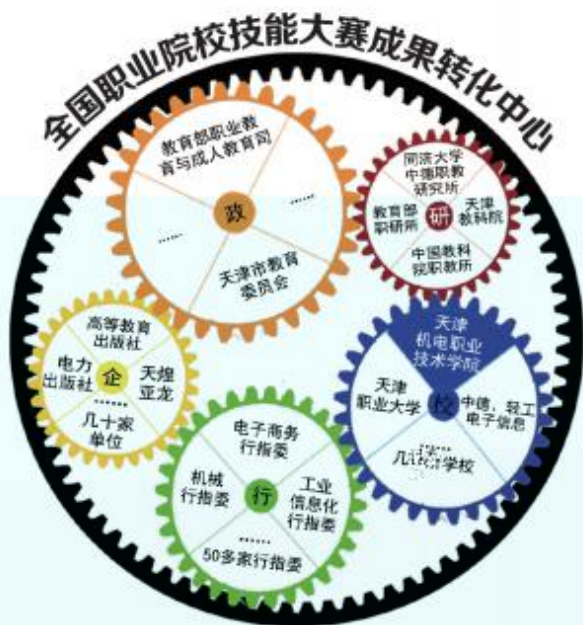 全国职业院校技能大赛成果转化中心
教育部职业教
育与成人教育司
......
......
政
天津市教育
委员会
同济大学
中德职教
研究所
教育部
职研所
研
天津
教科院
中国教科
院职教所
高等教育
出版社
电力
出版社
企
天煌
亚龙
......
几十家
单位
天津
机电职业
技术学院
天津
职业大学
校
中德、轻工
电子信息
......
学校
电子商务
行指委
机械
行指委
行
工业
信息化
行指委
......
50多家行指委